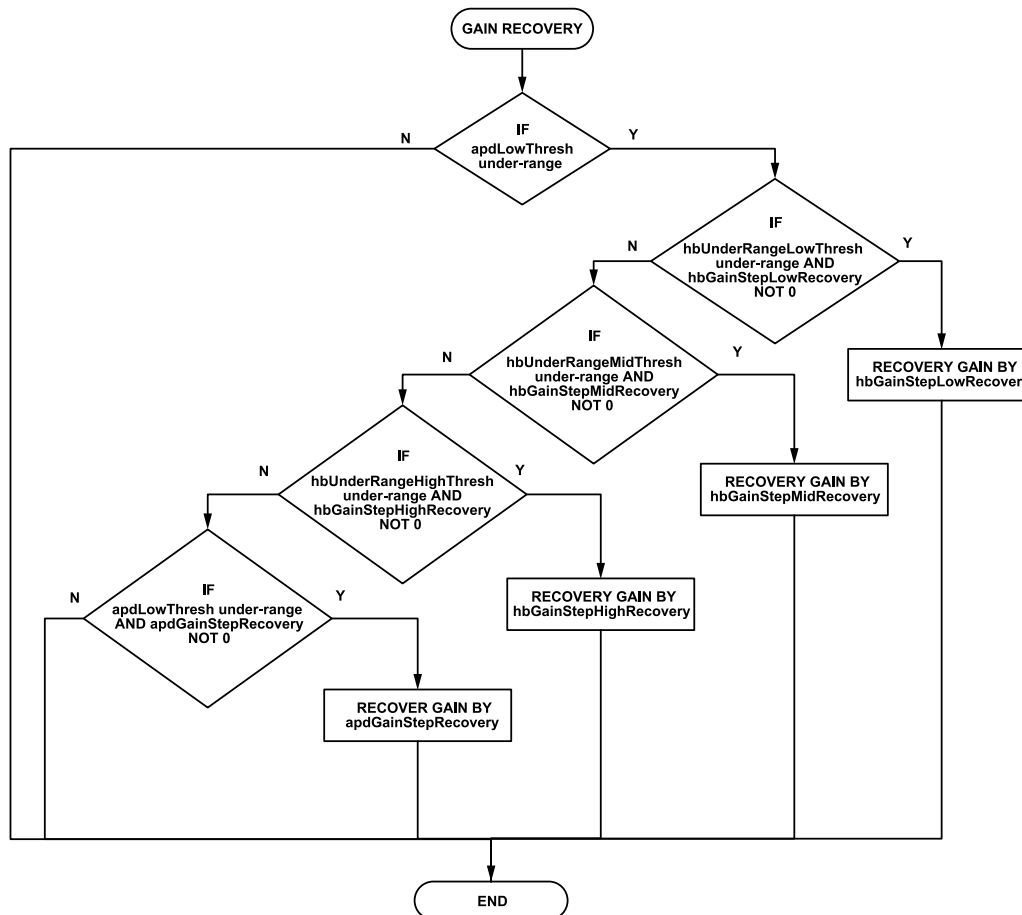 GAIN RECOVERY
N
IF
apdLowThresh
under-range
Y
N
IF
hbUnderRangeLowThresh
under-range AND
hbGainStepLowRecovery
NOT 0
Y
N
IF
hbUnderRangeMidThresh
under-range AND
hbGainStepMidRecovery
NOT 0
Y
RECOVERY GAIN BY
hbGainStepLowRecover
N
IF
hbUnderRangeHighThresh
under-range AND
hbGainStepHighRecovery
NOT 0
Y
RECOVERY GAIN BY
hbGainStepMidRecovery
N
IF
apdLowThresh under-range
AND apdGainStepRecovery
NOT 0
Y
RECOVERY GAIN BY
hbGainStepHighRecovery
RECOVER GAIN BY
apdGainStepRecovery
END